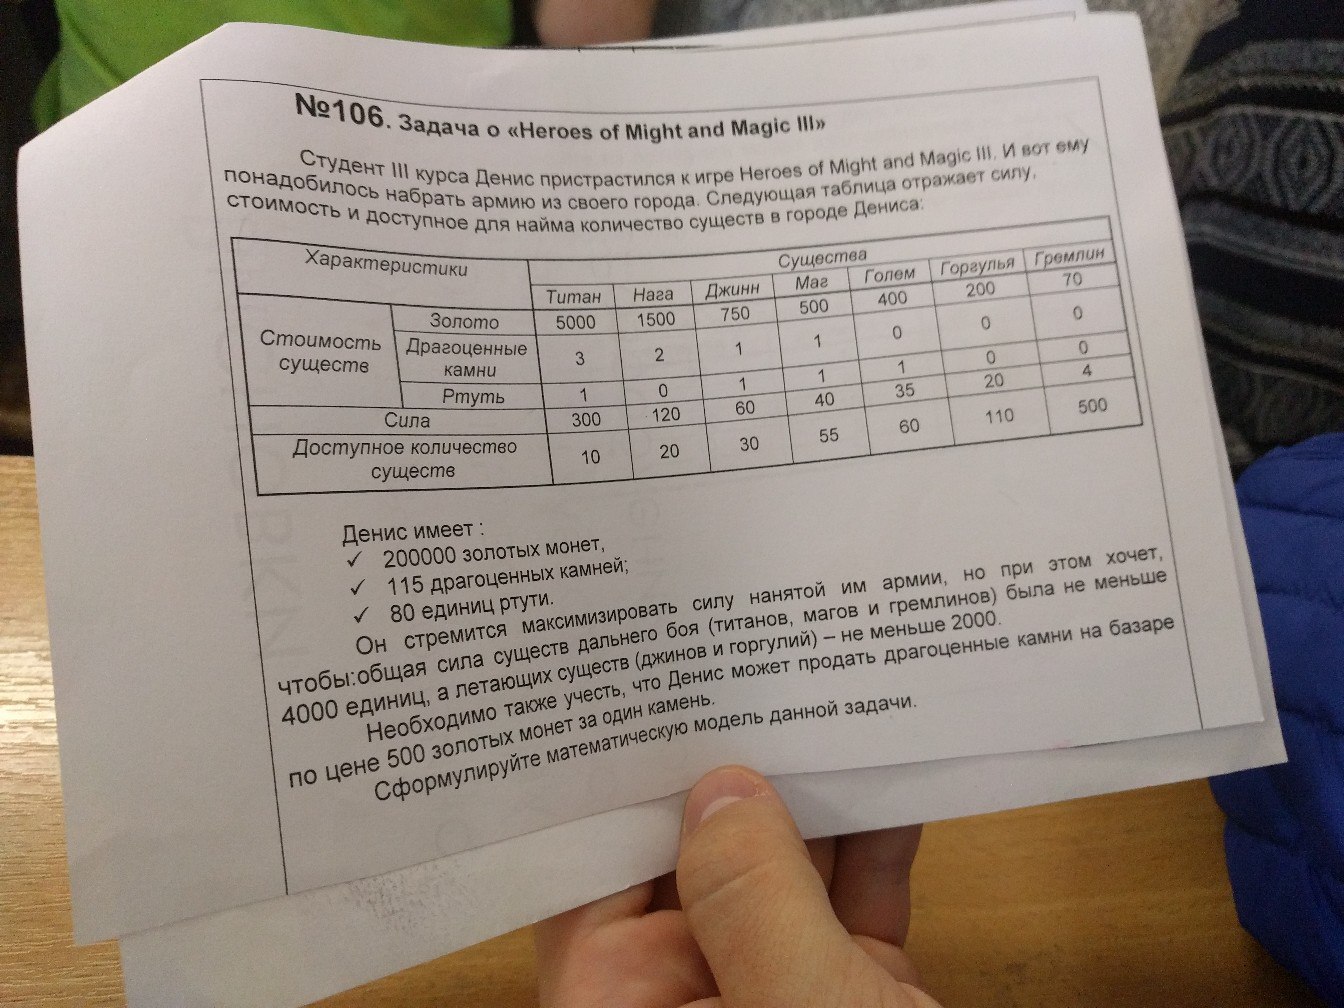 №106. Задача о «Heroes of Might and Magic III»
Студент III курса Денис пристрастился к игре Heroes of Might and Magic III. И вот ему
понадобилось набрать армию из своего города. Следующая таблица отражает силу,
стоимость и доступное для найма количество существ в городе Дениса:
Характеристики Существа
Титан Нага Джинн Маг Голем Горгулья Гремлин
Стоимость существ Золото 5000 1500 750 500 400 200 70
Драгоценные камни 3 2 1 1 0 0 0
Ртуть 1 0 1 1 1 0 0
Сила 300 120 60 40 35 20 4
Доступное количество существ 10 20 30 55 60 110 500
Денис имеет :
✓ 200000 золотых монет,
✓ 115 драгоценных камней;
✓ 80 единиц ртути.
Он стремится максимизировать силу нанятой им армии, но при этом хочет,
чтобы:общая сила существ дальнего боя (титанов, магов и гремлинов) была не меньше
4000 единиц, а летающих существ (джинов и горгулий) – не меньше 2000.
Необходимо также учесть, что Денис может продать драгоценные камни на базаре
по цене 500 золотых монет за один камень.
Сформулируйте математическую модель данной задачи.